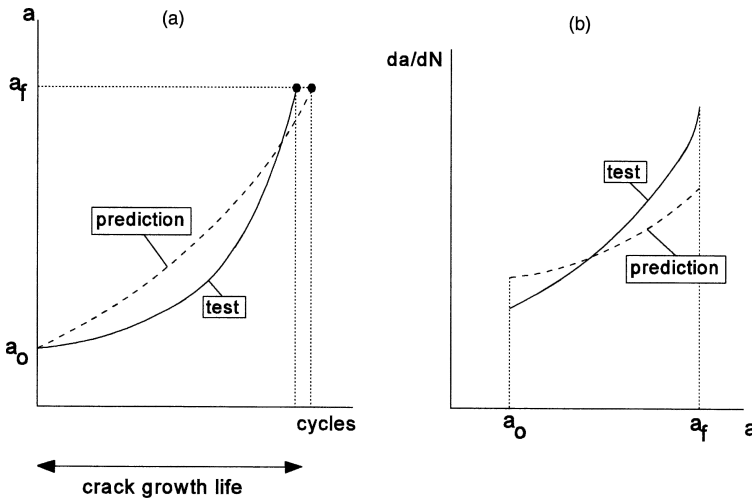 (a)
a
a_f
prediction
test
a_o
cycles
crack growth life
(b)
da/dN
test
prediction
a_o
a_f
a